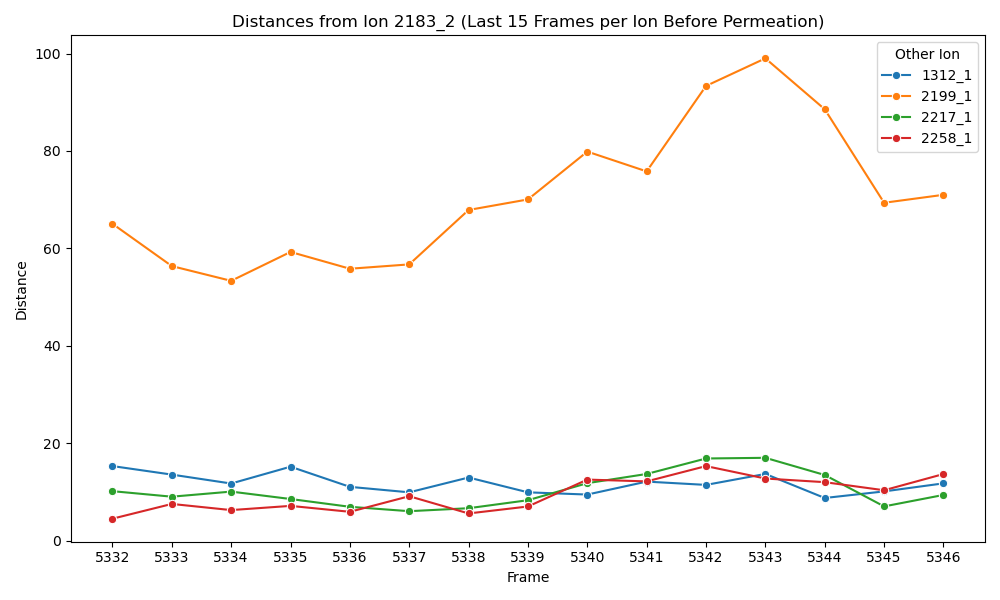 Distances from Ion 2183_2 (Last 15 Frames per Ion Before Permeation)
Other Ion
1312_1
2199_1
2217_1
2258_1
Distance
100
80
60
40
20
0
5332 5333 5334 5335 5336 5337 5338 5339 5340 5341 5342 5343 5344 5345 5346
Frame